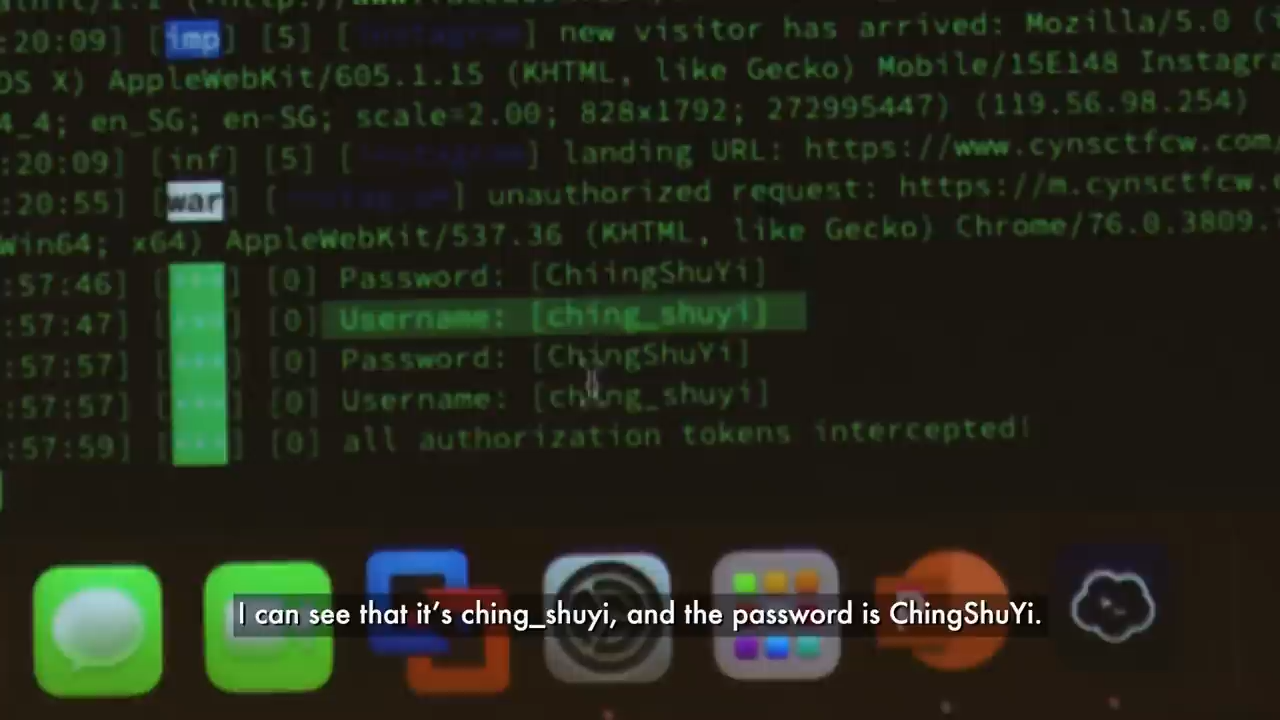 :20:09] [imp] [5] [instagram] new visitor has arrived: Mozilla/5.0 (
OS X) AppleWebKit/605.1.15 (KHTML, like Gecko) Mobile/15E148 Instagra
4_4; en_SG; en-SG; scale=2.00; 828x1792; 272995447) (119.56.98.254)
:20:09] [inf] [5] [instagram] landing URL: https://www.cynsctfcw.com/
:20:55] [war] [instagram] unauthorized request: https://m.cynsctfcw.
Win64; x64) AppleWebKit/537.36 (KHTML, like Gecko) Chrome/76.0.3809.
:57:46] [+++] [0] Password: [ChiingShuYi]
:57:47] [+++] [0] Username: [ching_shuyi]
:57:57] [+++] [0] Password: [ChingShuYi]
:57:57] [+++] [0] Username: [ching_shuyi]
:57:59] [+++] [0] all authorization tokens intercepted!
I can see that it's ching_shuyi, and the password is ChingShuYi.